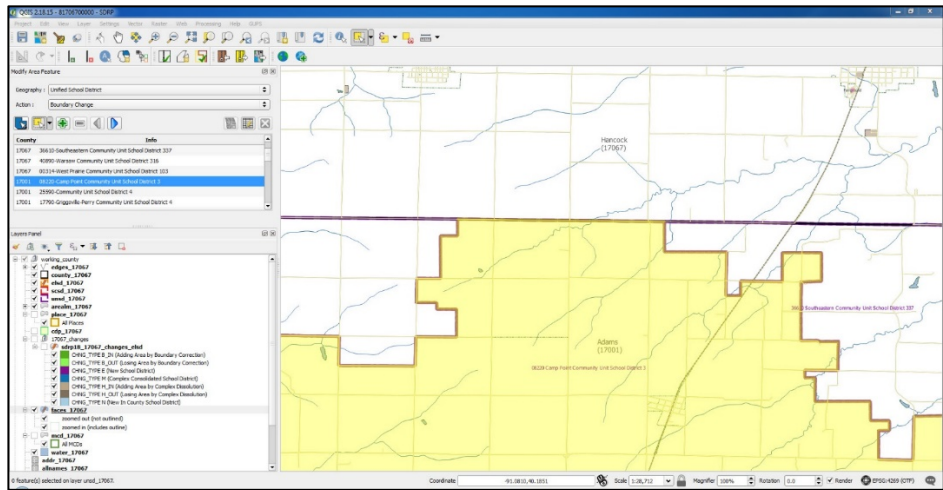 QGIS 2.18.15 - 81706700000 - SDRP
Project Edit View Layer Settings Vector Raster Web Processing Help GUPS
Modify Area Feature
Geography : Unified School District
Action : Boundary Change
County Info
17067 36610-Southeastern Community Unit School District 337
17067 40890-Warsaw Community Unit School District 316
17067 00314-West Prairie Community Unit School District 103
17001 08220-Camp Point Community Unit School District 3
17001 25590-Community Unit School District 4
17001 17790-Griggsville-Perry Community Unit School District 4
Layers Panel
working_county
edges_17067
county_17067
elsd_17067
scsd_17067
unsd_17067
arealm_17067
place_17067
All Places
cdp_17067
17067_changes
sdrp18_17067_changes_elsd
CHNG_TYPE B_IN (Adding Area by Boundary Correction)
CHNG_TYPE B_OUT (Losing Area by Boundary Correction)
CHNG_TYPE E (New School District)
CHNG_TYPE M (Complex Consolidated School District)
CHNG_TYPE H_IN (Adding Area by Complex Dissolution)
CHNG_TYPE H_OUT (Losing Area by Complex Dissolution)
CHNG_TYPE N (New In County School District)
faces_17067
zoomed out (not outlined)
zoomed in (includes outline)
mcd_17067
All MCDs
water_17067
addr_17067
allnames_17067
Hancock
(17067)
Adams
(17001)
08220 Camp Point Community Unit School District 3
36610 Southeastern Community Unit School District 337
0 feature(s) selected on layer unsd_17067.
Coordinate -91.0810,40.1851 Scale 1:28,712 Magnifier 100% Rotation 0.0 Render EPSG:4269 (OTF)